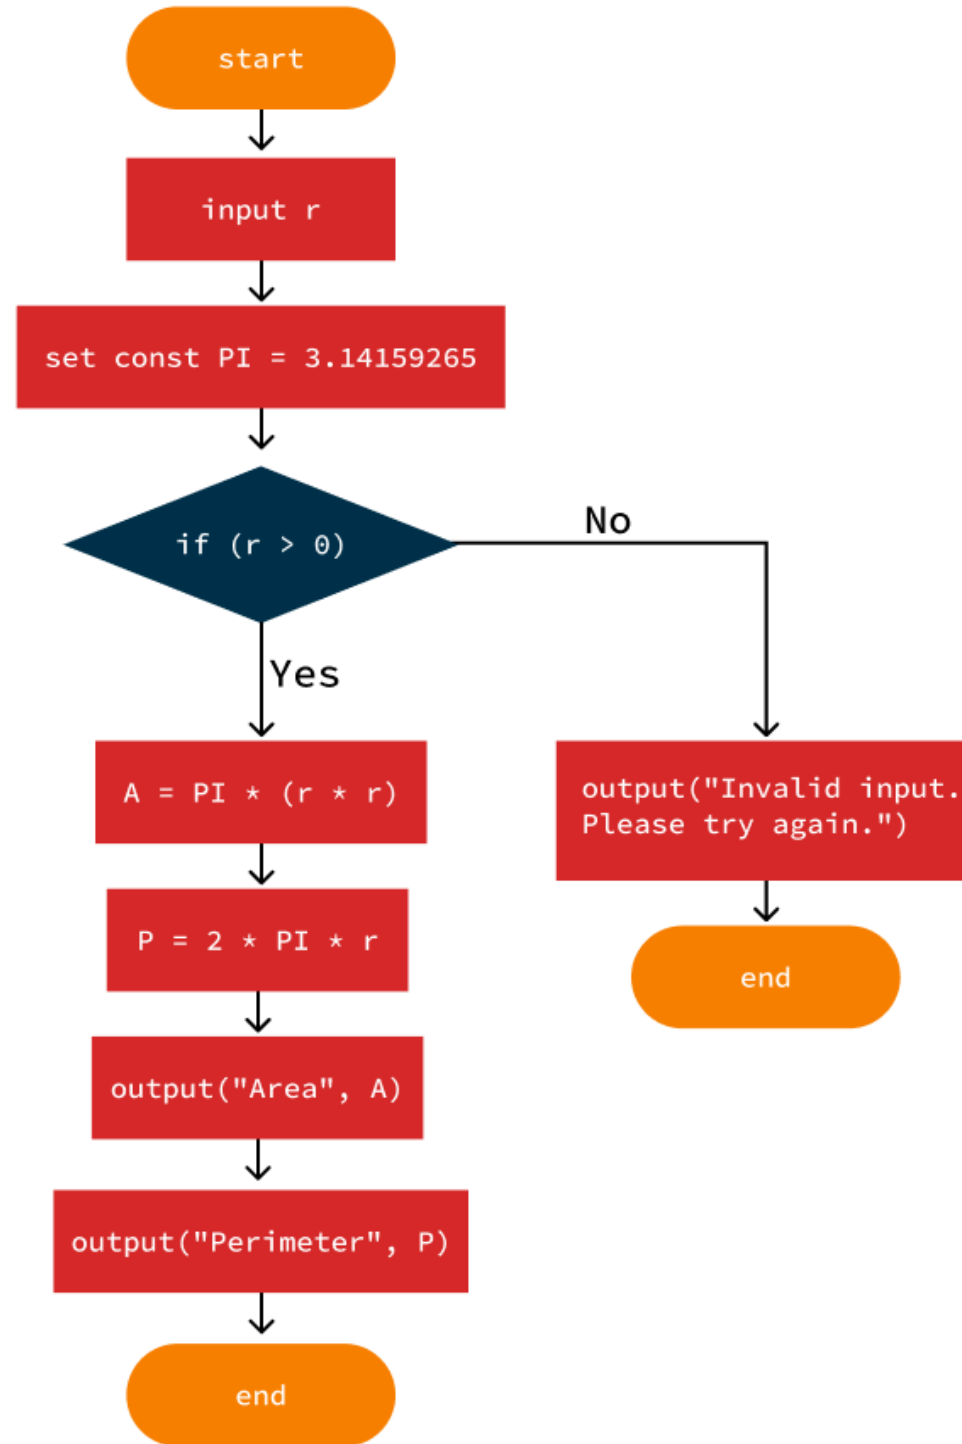 start
input r
set const PI = 3.14159265
if (r > 0)
No
Yes
A = PI * (r * r)
output("Invalid input.
Please try again.")
P = 2 * PI * r
end
output("Area", A)
output("Perimeter", P)
end